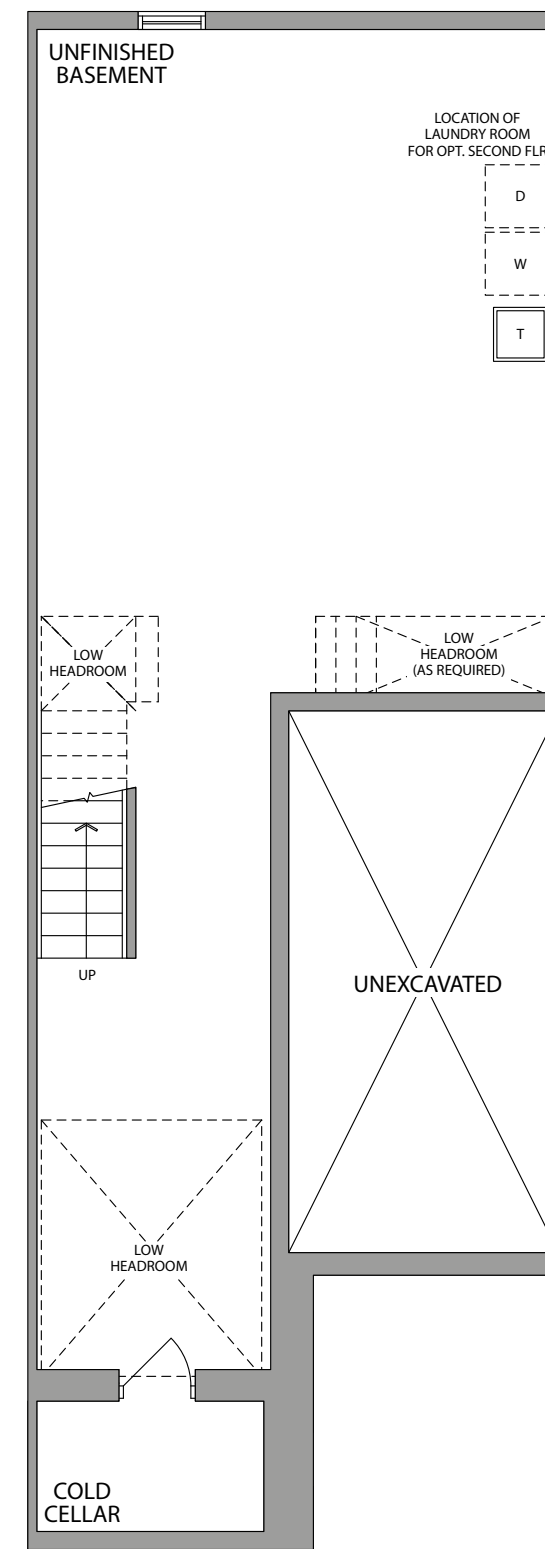 UNFINISHED
BASEMENT
LOCATION OF
LAUNDRY ROOM
FOR OPT. SECOND FLR
D
W
T
LOW
HEADROOM
LOW
HEADROOM
(AS REQUIRED)
UP
UNEXCAVATED
LOW
HEADROOM
COLD
CELLAR